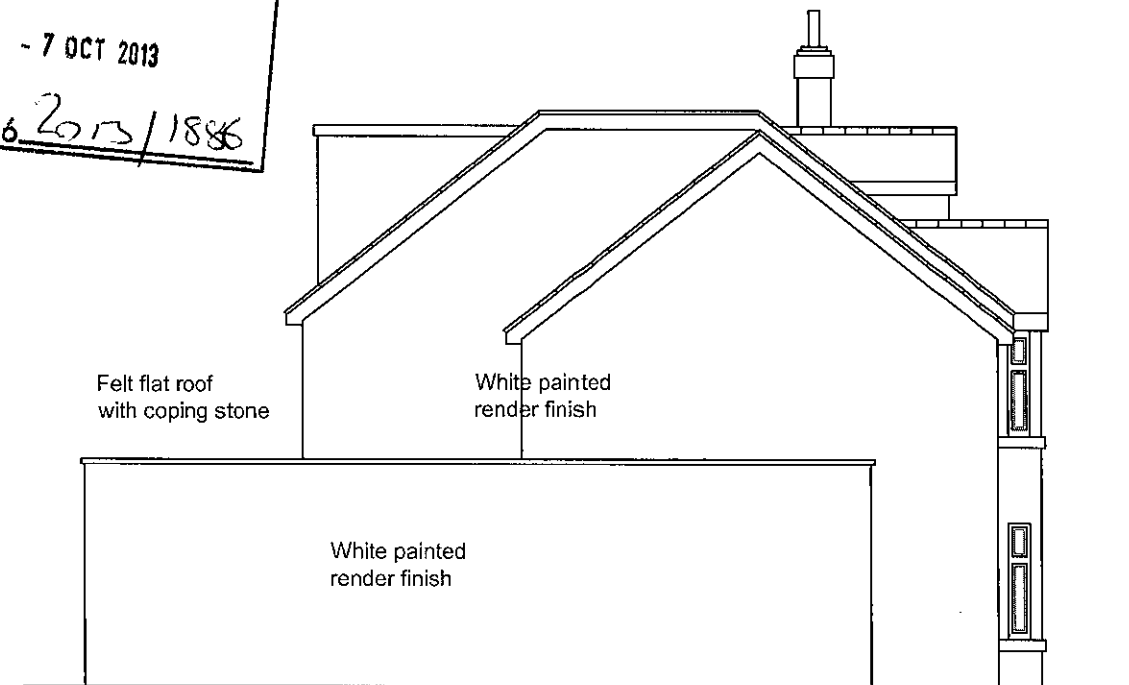 - 7 OCT 2013
6 2013/1886
Felt flat roof
with coping stone
White painted
render finish
White painted
render finish